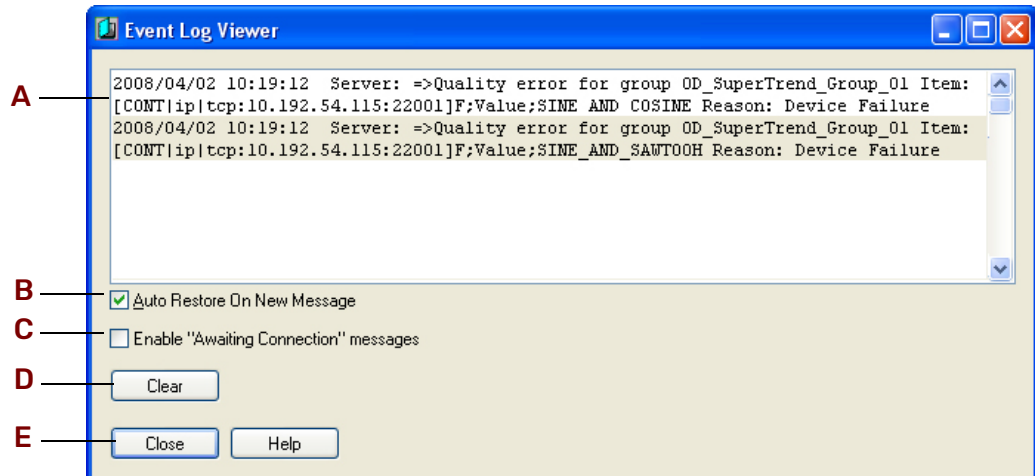 Event Log Viewer
A
2008/04/02 10:19:12 Server: =>Quality error for group OD_SuperTrend_Group_01 Item:
[CONT|ip|tcp:10.192.54.115:22001]F;Value;SINE AND COSINE Reason: Device Failure
2008/04/02 10:19:12 Server: =>Quality error for group OD_SuperTrend_Group_01 Item:
[CONT|ip|tcp:10.192.54.115:22001]F;Value;SINE_AND_SAWTOOH Reason: Device Failure
B
Auto Restore On New Message
C
Enable "Awaiting Connection" messages
D
Clear
E
Close Help